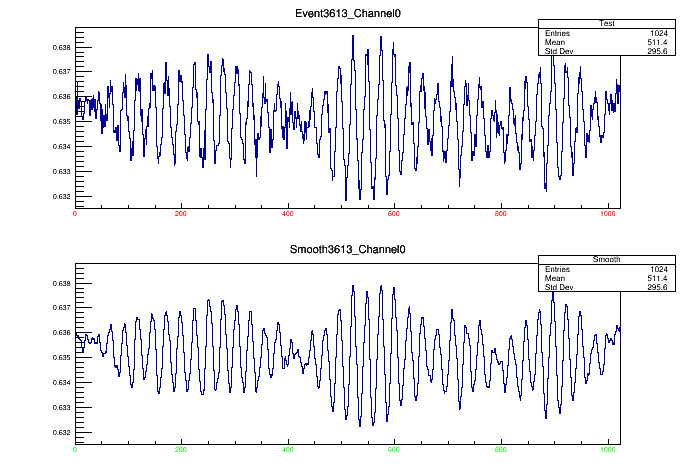 Event3613_Channel0
Test
Entries 1024
Mean 511.4
Std Dev 295.6
0.638
0.637
0.636
0.635
0.634
0.633
0.632
0 200 400 600 800 1000
Smooth3613_Channel0
Smooth
Entries 1024
Mean 511.4
Std Dev 295.6
0.638
0.637
0.636
0.635
0.634
0.633
0.632
0 200 400 600 800 1000